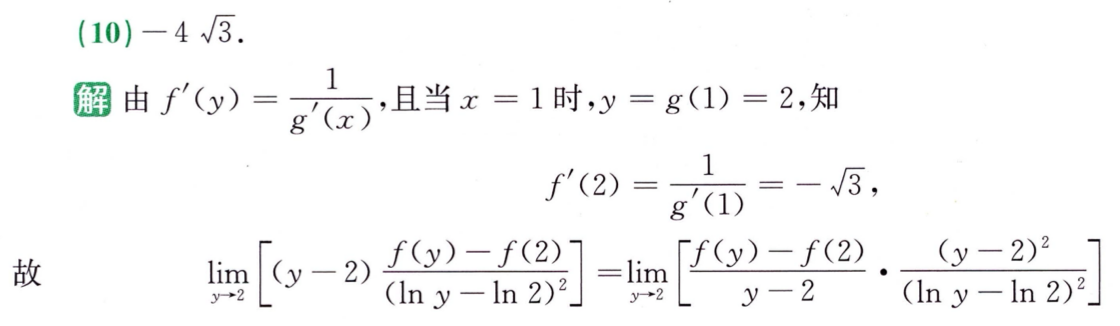 (10) -4√3.
解 由 f′(y) = 1/g′(x), 且当 x = 1 时, y = g(1) = 2, 知
f′(2) = 1/g′(1) = -√3,
故 lim_{y→2} [(y-2) (f(y)-f(2))/(ln y-ln 2)²] = lim_{y→2} [(f(y)-f(2))/(y-2) · (y-2)²/(ln y-ln 2)²]